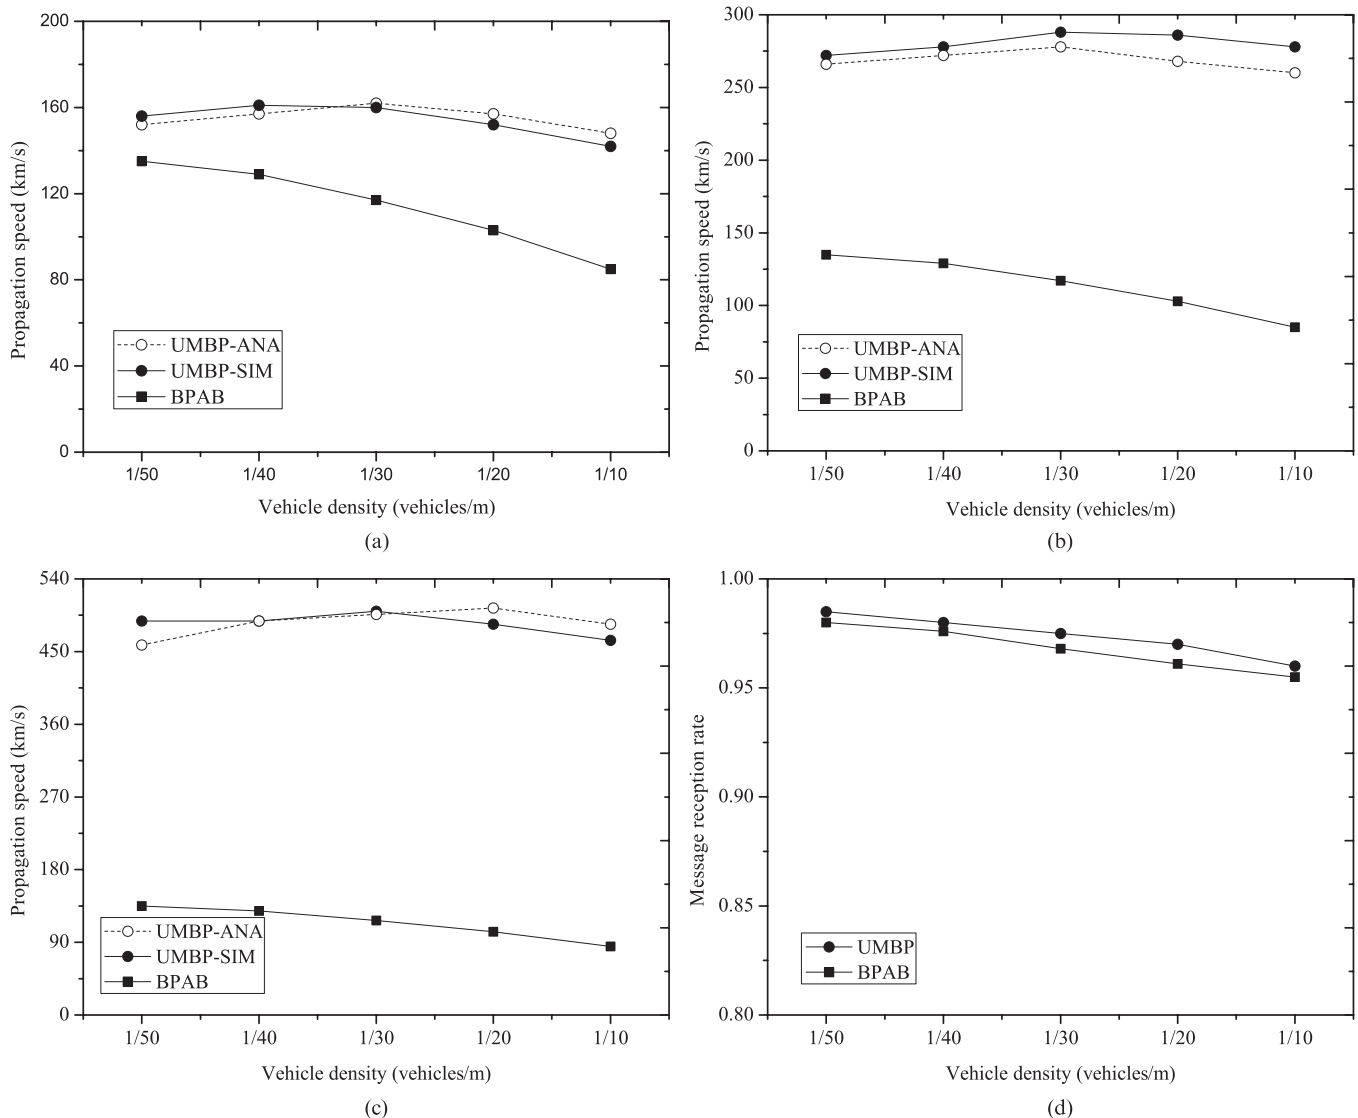 200
160
120
80
40
0
Propagation speed (km/s)
UMBP-ANA
UMBP-SIM
BPAB
1/50 1/40 1/30 1/20 1/10
Vehicle density (vehicles/m)
(a)
300
250
200
150
100
50
0
Propagation speed (km/s)
UMBP-ANA
UMBP-SIM
BPAB
1/50 1/40 1/30 1/20 1/10
Vehicle density (vehicles/m)
(b)
540
450
360
270
180
90
0
Propagation speed (km/s)
UMBP-ANA
UMBP-SIM
BPAB
1/50 1/40 1/30 1/20 1/10
Vehicle density (vehicles/m)
(c)
1.00
0.95
0.90
0.85
0.80
Message reception rate
UMBP
BPAB
1/50 1/40 1/30 1/20 1/10
Vehicle density (vehicles/m)
(d)